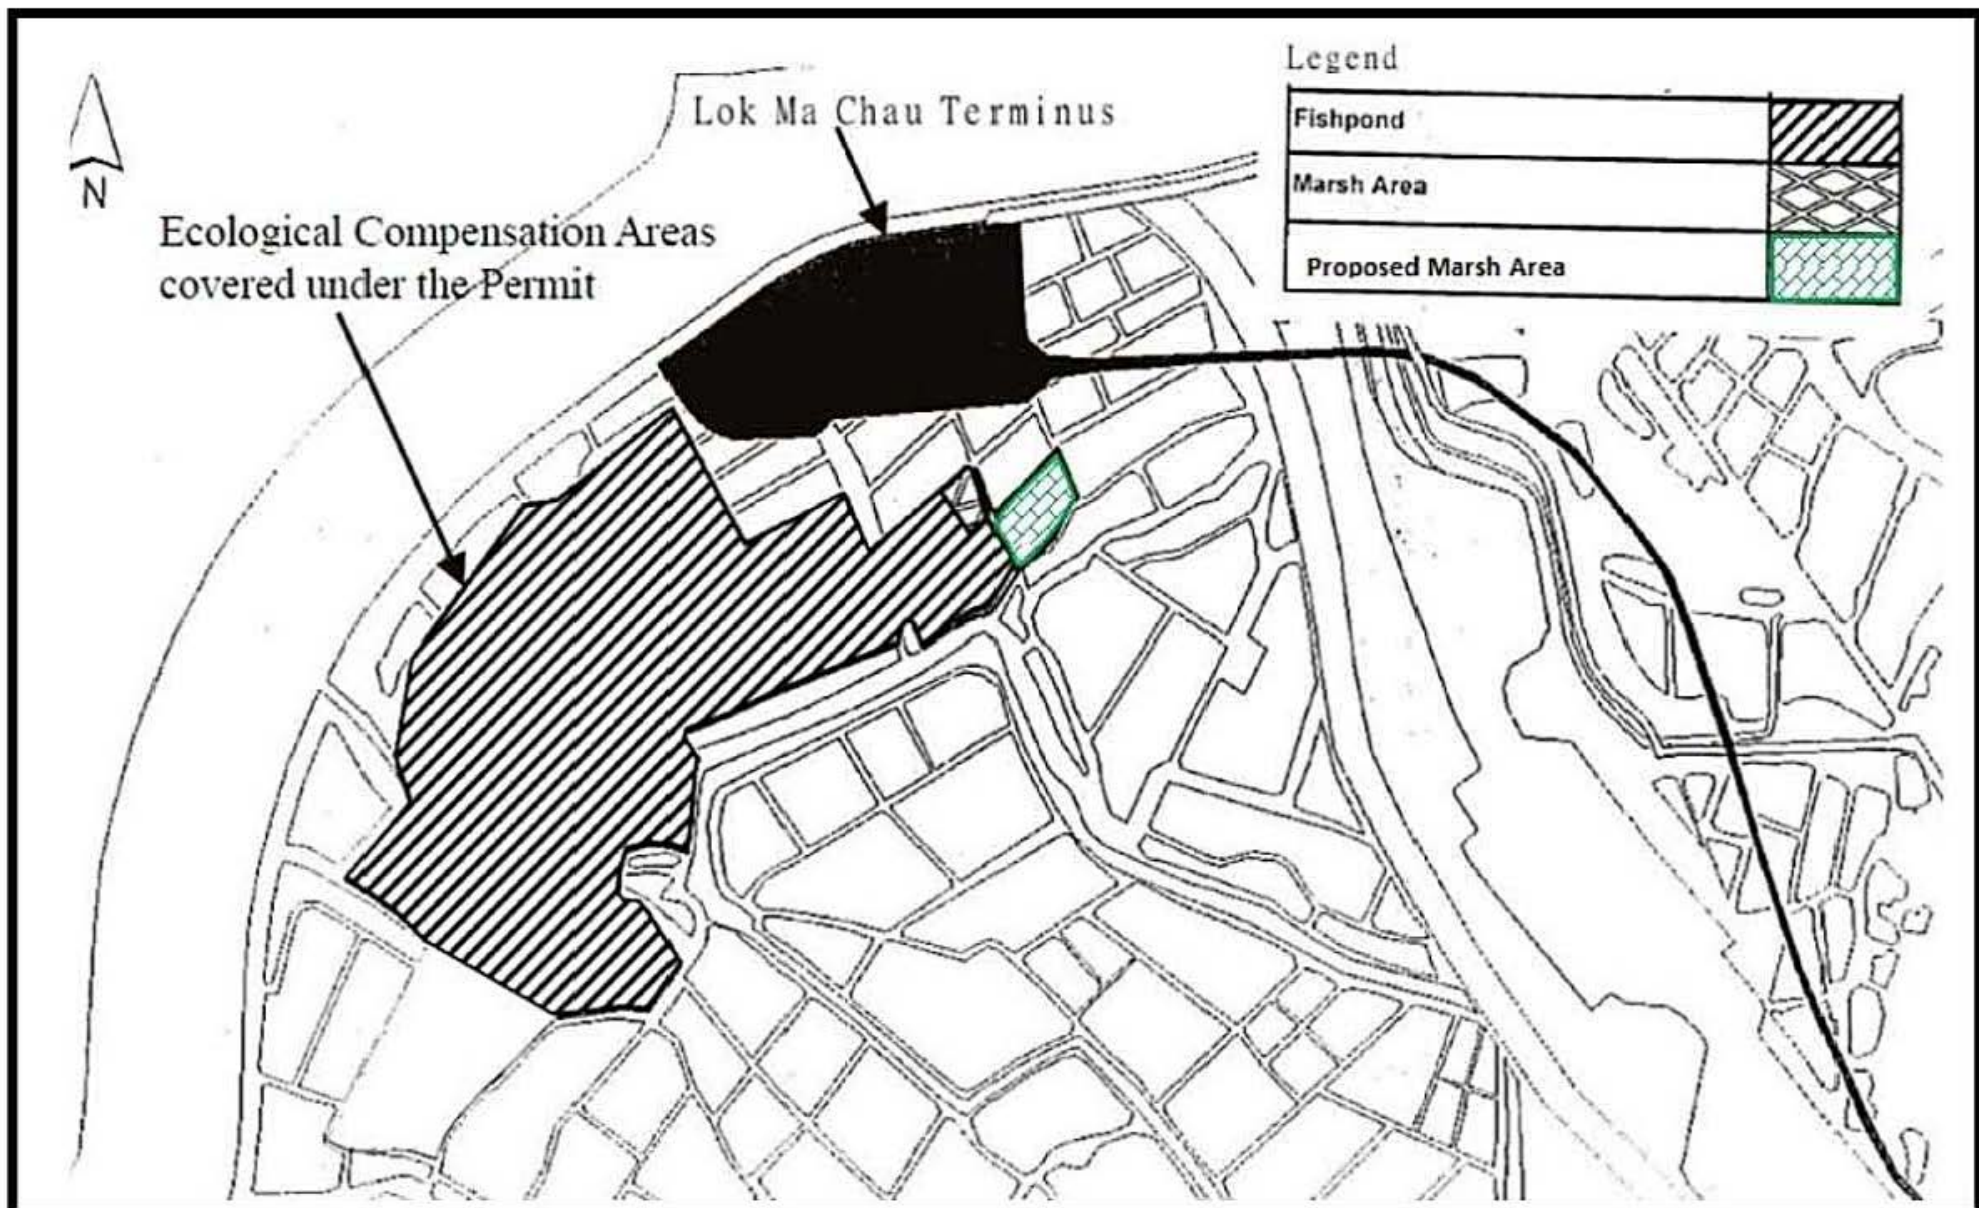 Lok Ma Chau Terminus
Ecological Compensation Areas
covered under the Permit
N
Legend
Fishpond
Marsh Area
Proposed Marsh Area